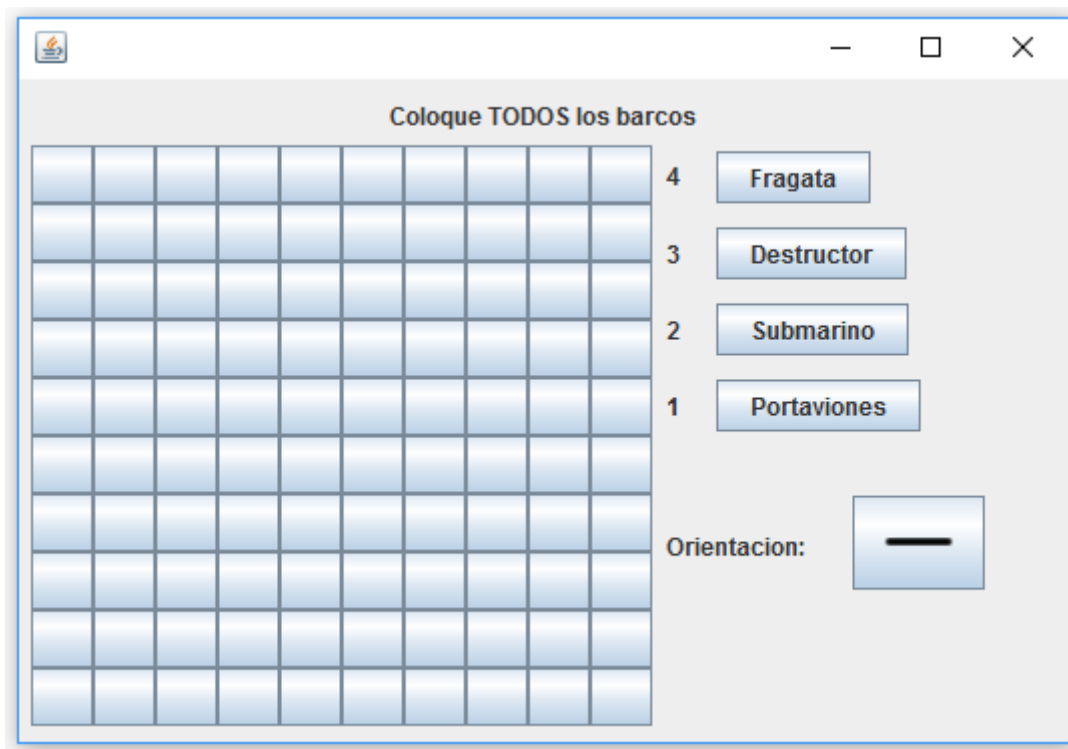 Coloque TODOS los barcos
4 Fragata
3 Destructor
2 Submarino
1 Portaviones
Orientacion: